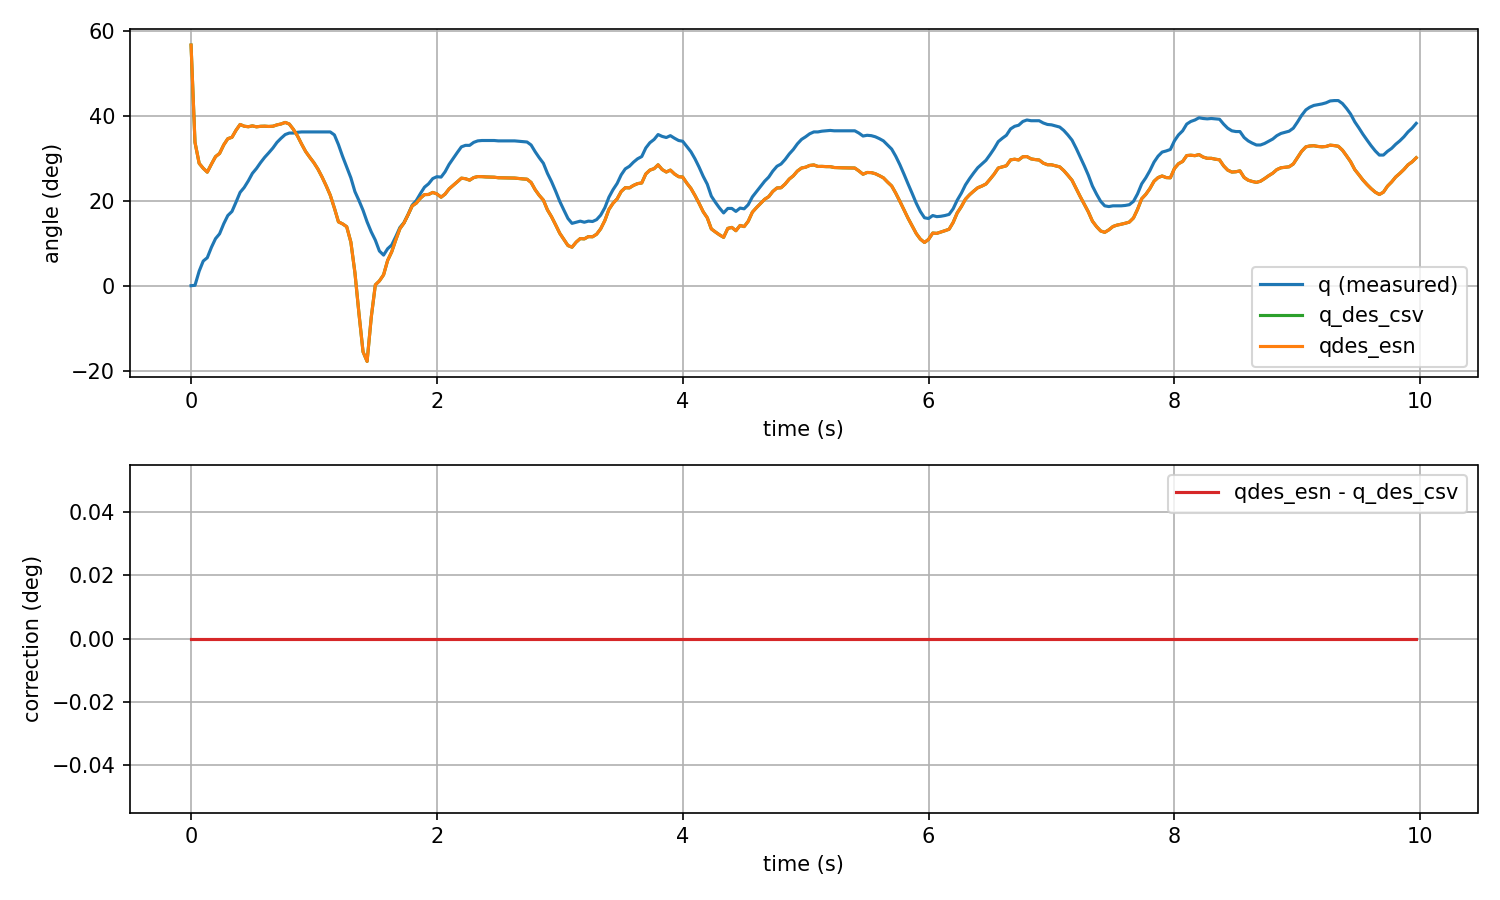 60
40
20
0
−20
angle (deg)
q (measured)
q_des_csv
qdes_esn
0 2 4 6 8 10
time (s)
qdes_esn - q_des_csv
0.04
0.02
0.00
−0.02
−0.04
correction (deg)
0 2 4 6 8 10
time (s)